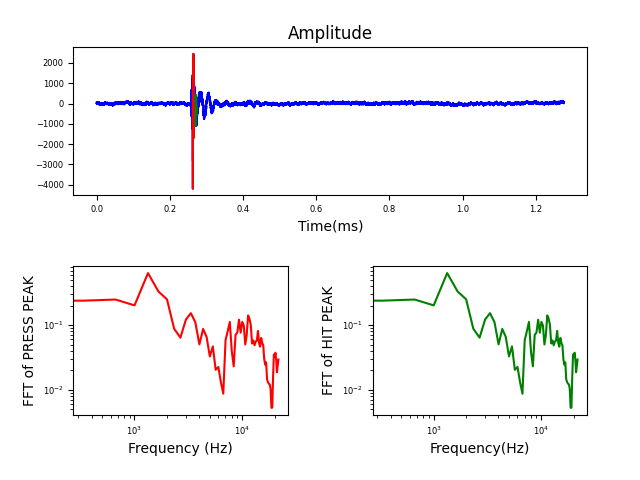 Amplitude
2000
1000
0
−1000
−2000
−3000
−4000
0.0 0.2 0.4 0.6 0.8 1.0 1.2
Time(ms)
FFT of PRESS PEAK
10⁻¹
10⁻²
10³ 10⁴
Frequency (Hz)
FFT of HIT PEAK
10⁻¹
10⁻²
10³ 10⁴
Frequency(Hz)